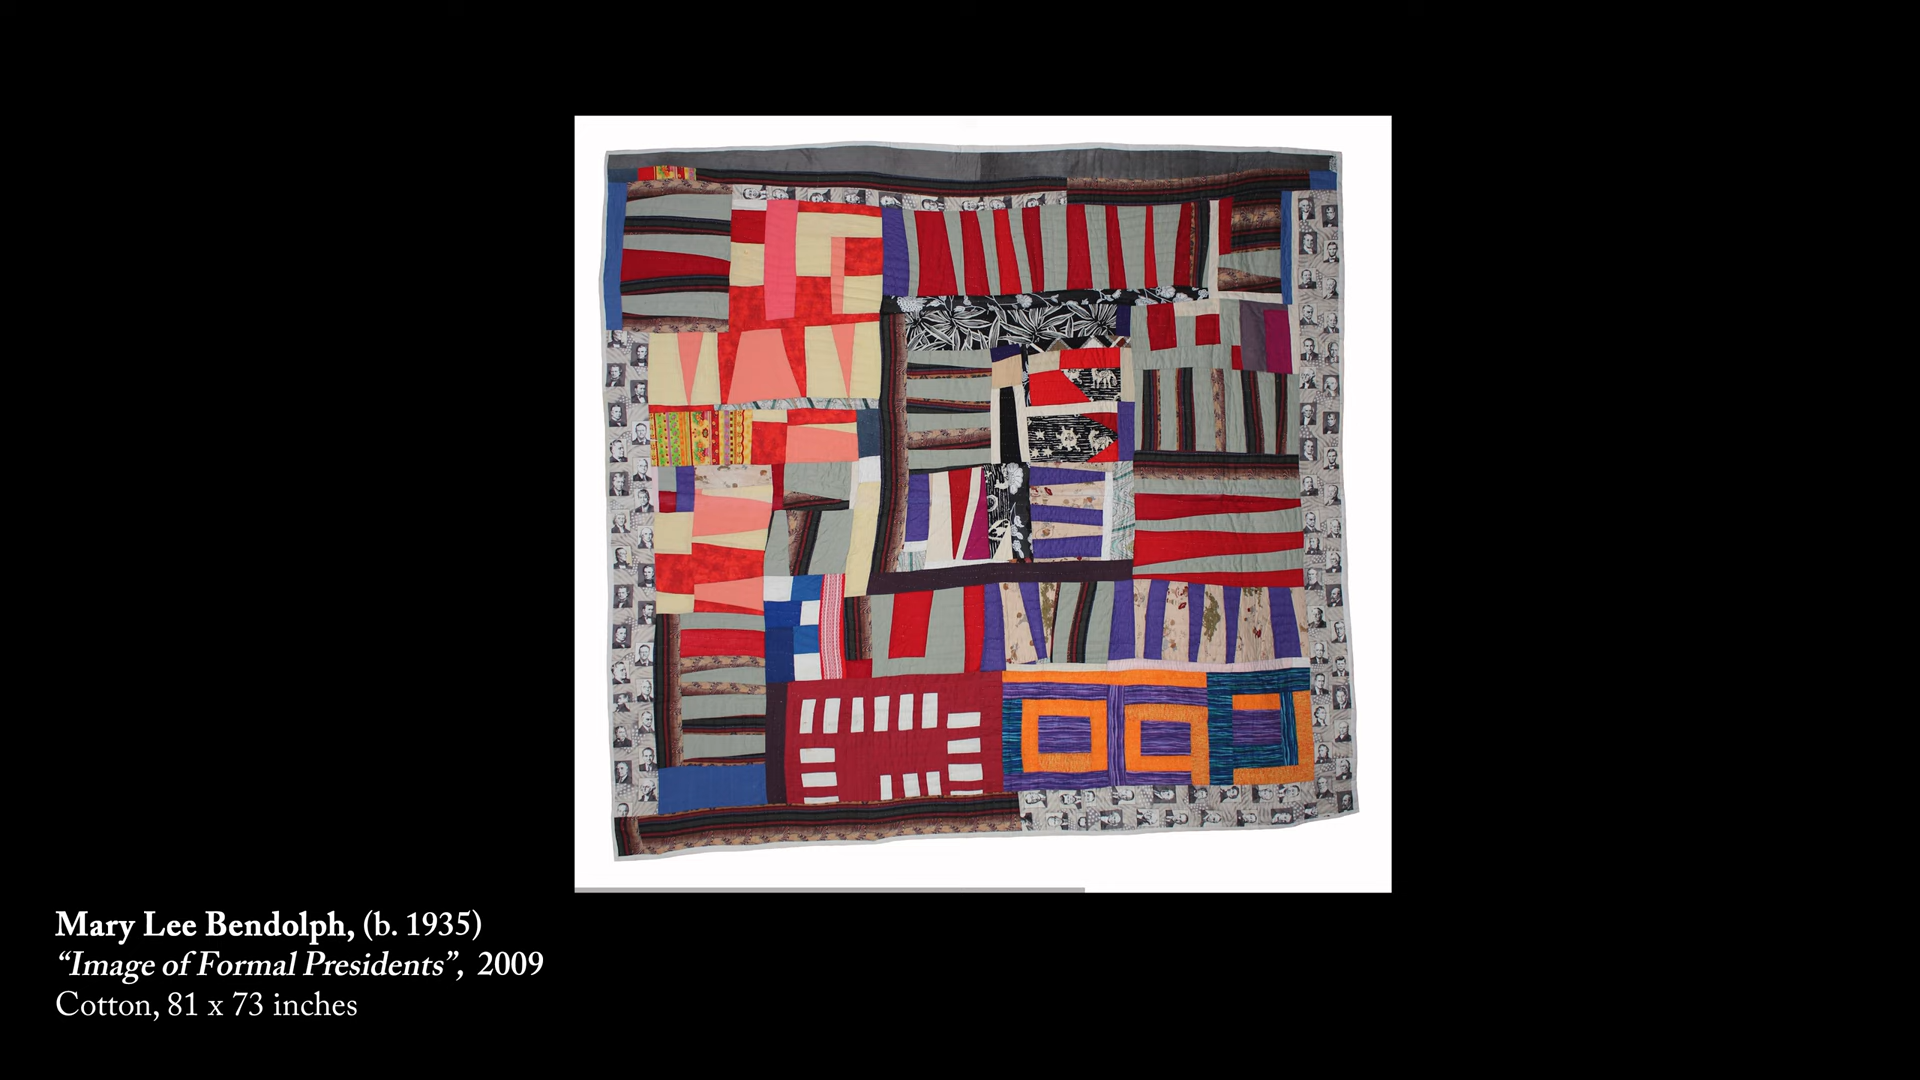 Mary Lee Bendolph, (b. 1935)
“Image of Formal Presidents”, 2009
Cotton, 81 x 73 inches